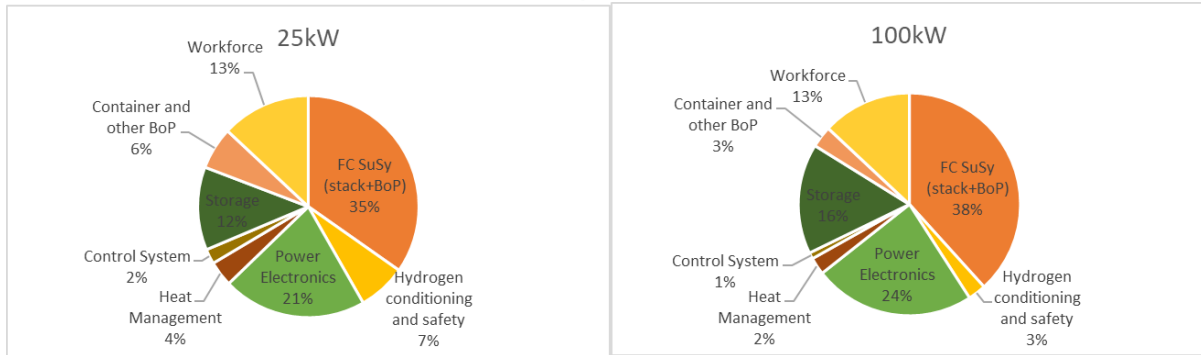 25kW
Workforce
13%
Container and
other BoP
6%
FC SuSy
(stack+BoP)
35%
Storage
12%
Control System
2%
Power
Electronics
21%
Heat
Management
4%
Hydrogen
conditioning
and safety
7%
100kW
Workforce
13%
Container and
other BoP
3%
FC SuSy
(stack+BoP)
38%
Storage
16%
Control System
1%
Power
Electronics
24%
Heat
Management
2%
Hydrogen
conditioning
and safety
3%